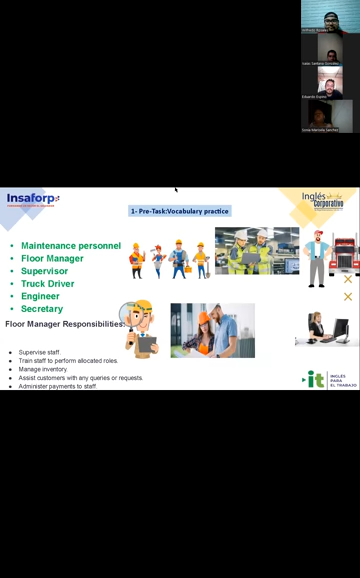 Insaforp
Inglés
Corporativo
1- Pre-Task:Vocabulary practice
• Maintenance personnel
• Floor Manager
• Supervisor
• Truck Driver
• Engineer
• Secretary
Floor Manager Responsibilities:
● Supervise staff
● Train staff to perform allocated roles.
● Manage inventory.
● Assist customers with any queries or requests.
● Administer payments to staff.
it
INGLÉS
PARA
EL TRABAJO